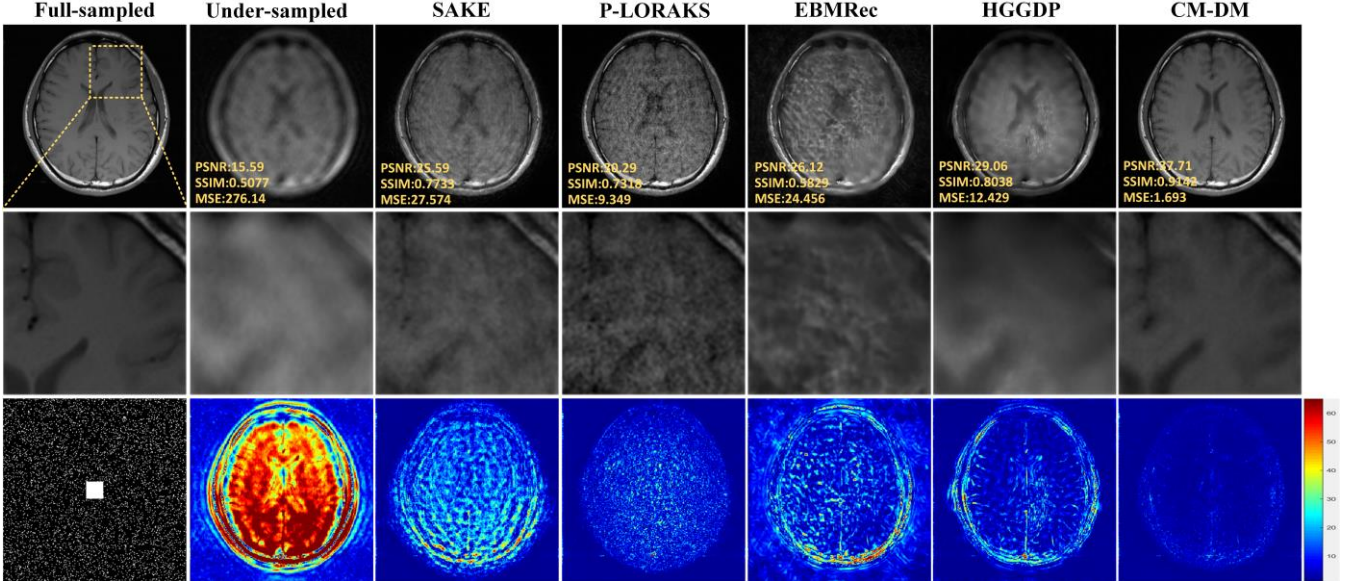 Full-sampled
Under-sampled
SAKE
P-LORAKS
EBMRec
HGGDP
CM-DM
PSNR:15.59
SSIM:0.5077
MSE:276.14
PSNR:25.59
SSIM:0.7733
MSE:27.574
PSNR:30.29
SSIM:0.7318
MSE:9.349
PSNR:26.12
SSIM:0.5829
MSE:24.456
PSNR:29.06
SSIM:0.8038
MSE:12.429
PSNR:37.71
SSIM:0.9142
MSE:1.693
60
50
40
30
20
10